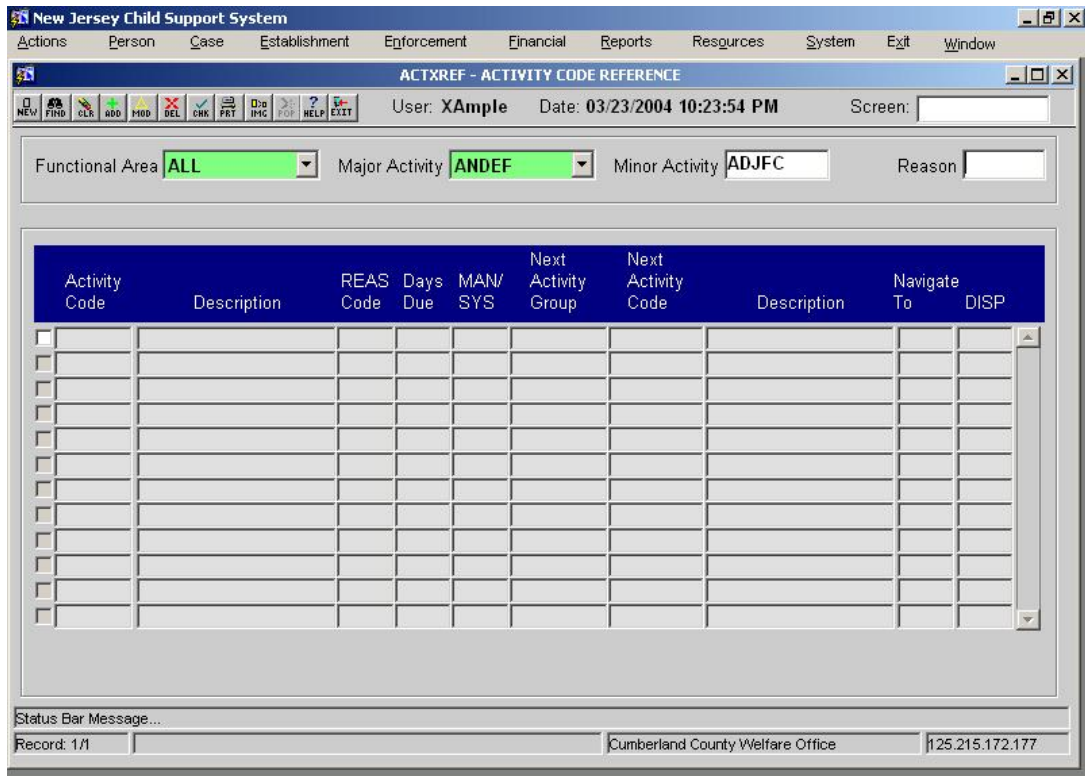 New Jersey Child Support System
Actions Person Case Establishment Enforcement Financial Reports Resources System Exit Window
ACTXREF - ACTIVITY CODE REFERENCE
NEW FIND CLR ADD MOD DEL CHK PRT IMG POP HELP EXIT User: XAmple Date: 03/23/2004 10:23:54 PM Screen:
Functional Area ALL Major Activity ANDEF Minor Activity ADJFC Reason
Next Next
Activity REAS Days MAN/ Activity Activity Navigate
Code Description Code Due SYS Group Code Description To DISP
Status Bar Message...
Record: 1/1 Cumberland County Welfare Office 125.215.172.177